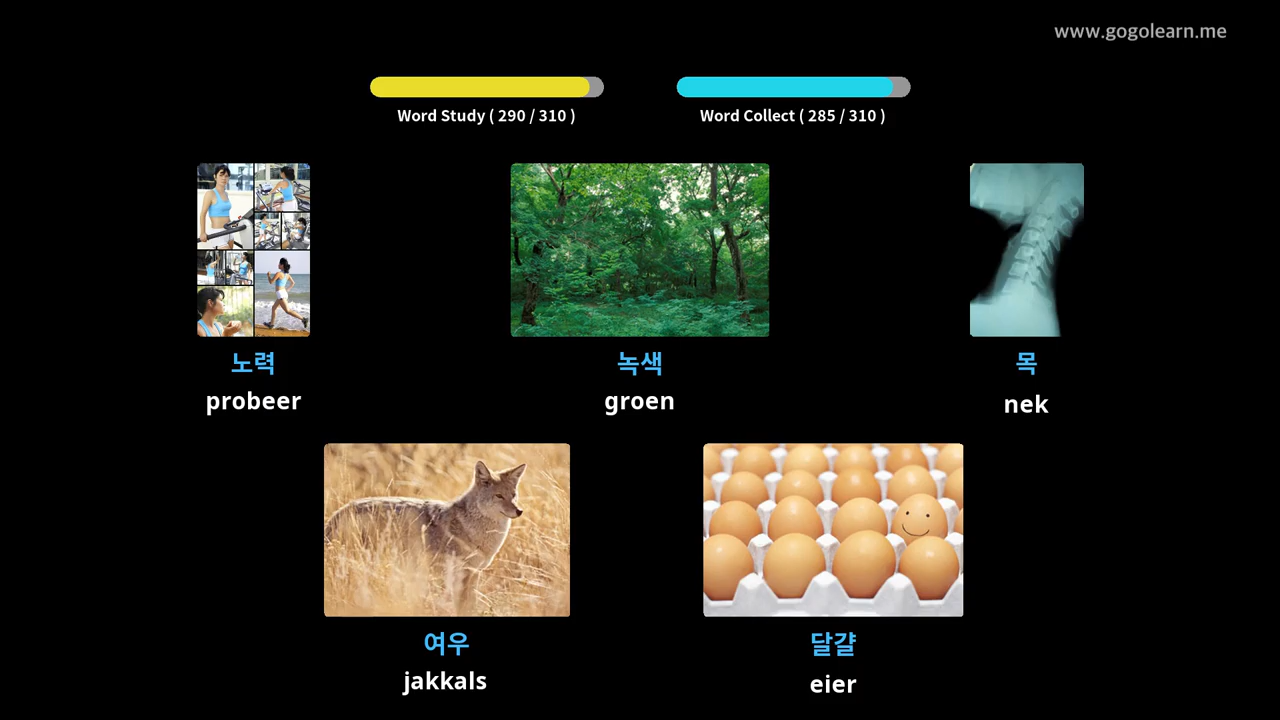 www.gogolearn.me
Word Study ( 290 / 310 )
Word Collect ( 285 / 310 )
노력
probeer
녹색
groen
목
nek
여우
jakkals
달걀
eier